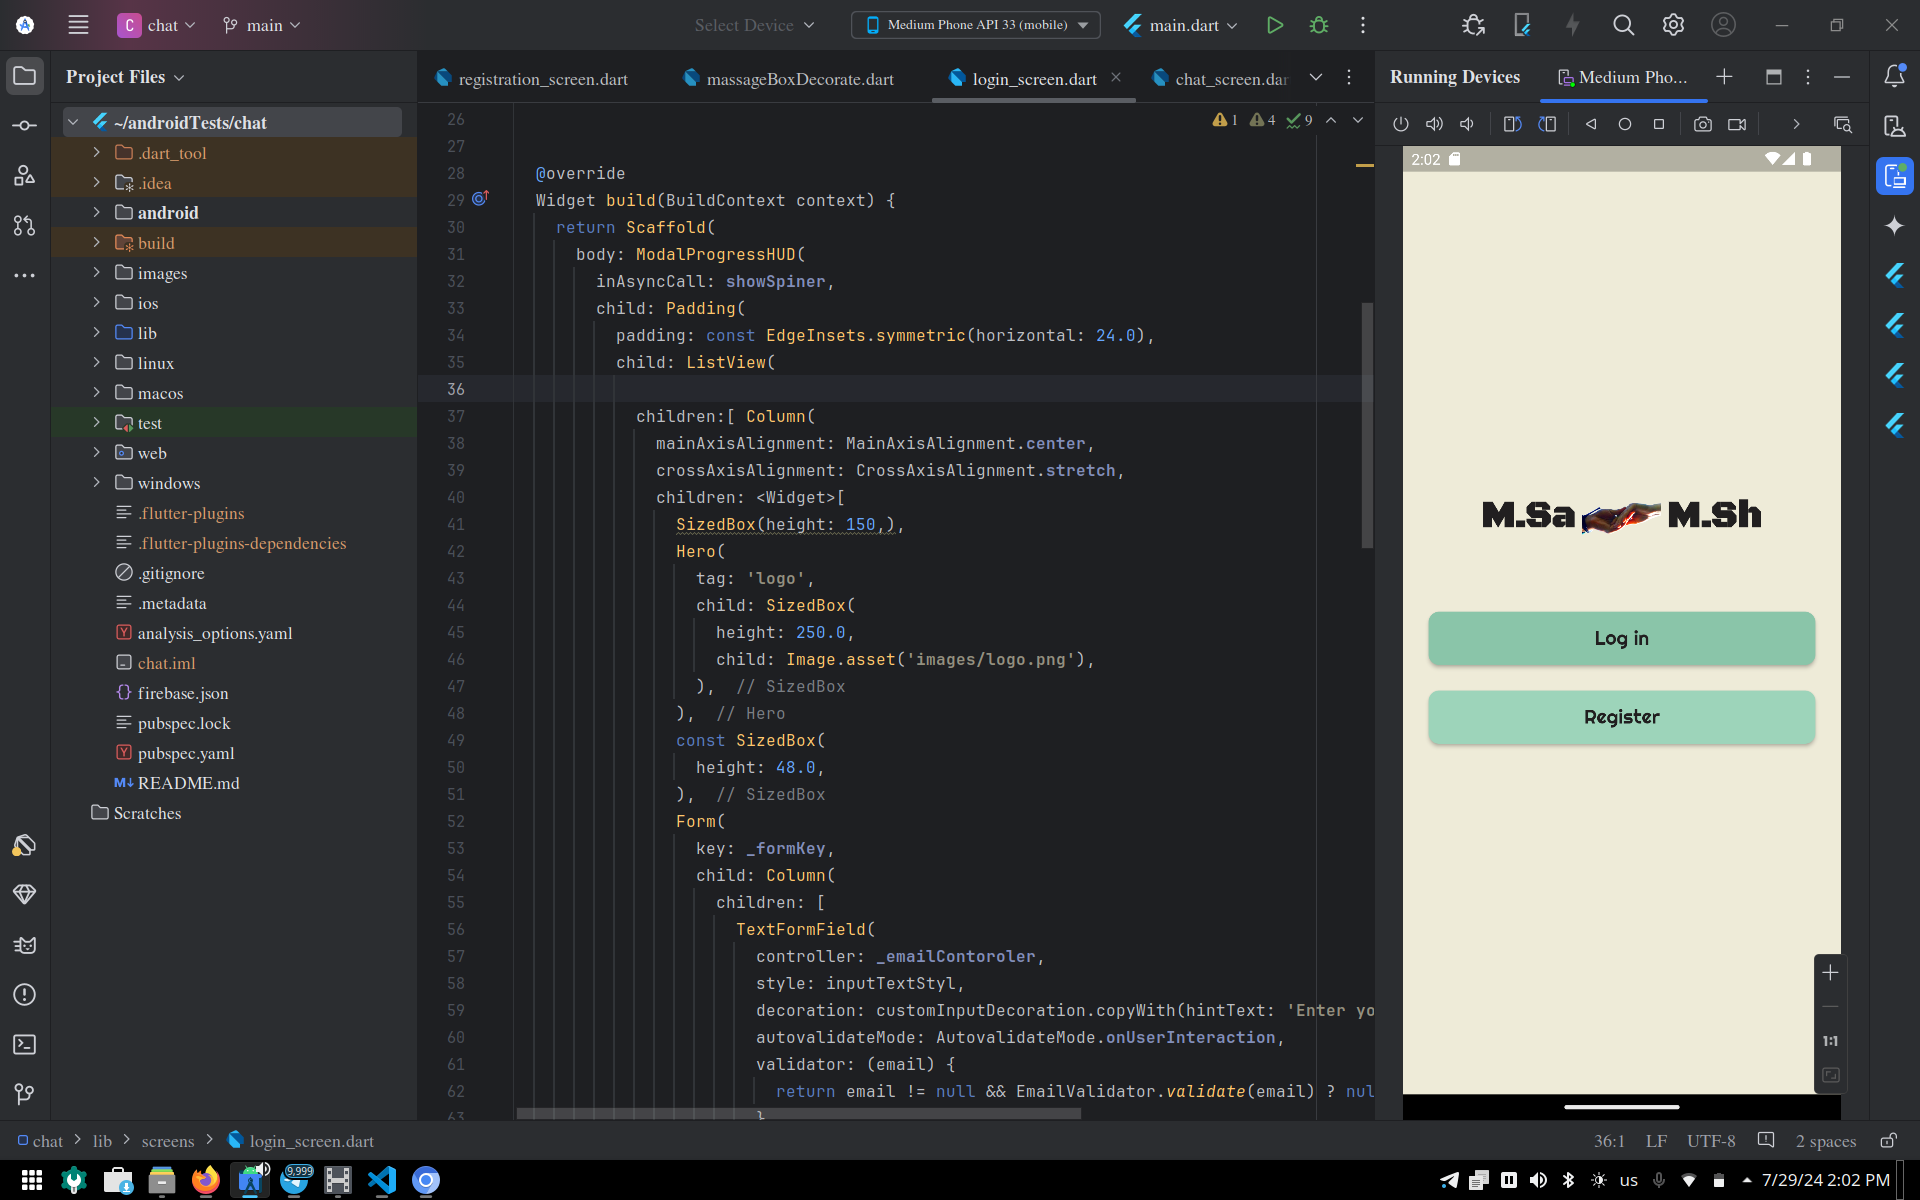 C chat
main
Select Device
Medium Phone API 33 (mobile)
main.dart
Project Files
registration_screen.dart
massageBoxDecorate.dart
login_screen.dart
chat_screen.dar
Running Devices
Medium Pho...
~/androidTests/chat
.dart_tool
.idea
android
build
images
ios
lib
linux
macos
test
web
windows
.flutter-plugins
.flutter-plugins-dependencies
.gitignore
.metadata
analysis_options.yaml
chat.iml
firebase.json
pubspec.lock
pubspec.yaml
README.md
Scratches
1 4 9
26
27
28 @override
29 Widget build(BuildContext context) {
30 return Scaffold(
31 body: ModalProgressHUD(
32 inAsyncCall: showSpiner,
33 child: Padding(
34 padding: const EdgeInsets.symmetric(horizontal: 24.0),
35 child: ListView(
36
37 children:[ Column(
38 mainAxisAlignment: MainAxisAlignment.center,
39 crossAxisAlignment: CrossAxisAlignment.stretch,
40 children: <Widget>[
41 SizedBox(height: 150,),
42 Hero(
43 tag: 'logo',
44 child: SizedBox(
45 height: 250.0,
46 child: Image.asset('images/logo.png'),
47 ), // SizedBox
48 ), // Hero
49 const SizedBox(
50 height: 48.0,
51 ), // SizedBox
52 Form(
53 key: _formKey,
54 child: Column(
55 children: [
56 TextFormField(
57 controller: _emailContoroler,
58 style: inputTextStyl,
59 decoration: customInputDecoration.copyWith(hintText: 'Enter yo
60 autovalidateMode: AutovalidateMode.onUserInteraction,
61 validator: (email) {
62 return email != null && EmailValidator.validate(email) ? nul
63 }
2:02
M.Sa M.Sh
Log in
Register
1:1
chat > lib > screens > login_screen.dart
36:1 LF UTF-8 2 spaces
9,999
us
7/29/24 2:02 PM